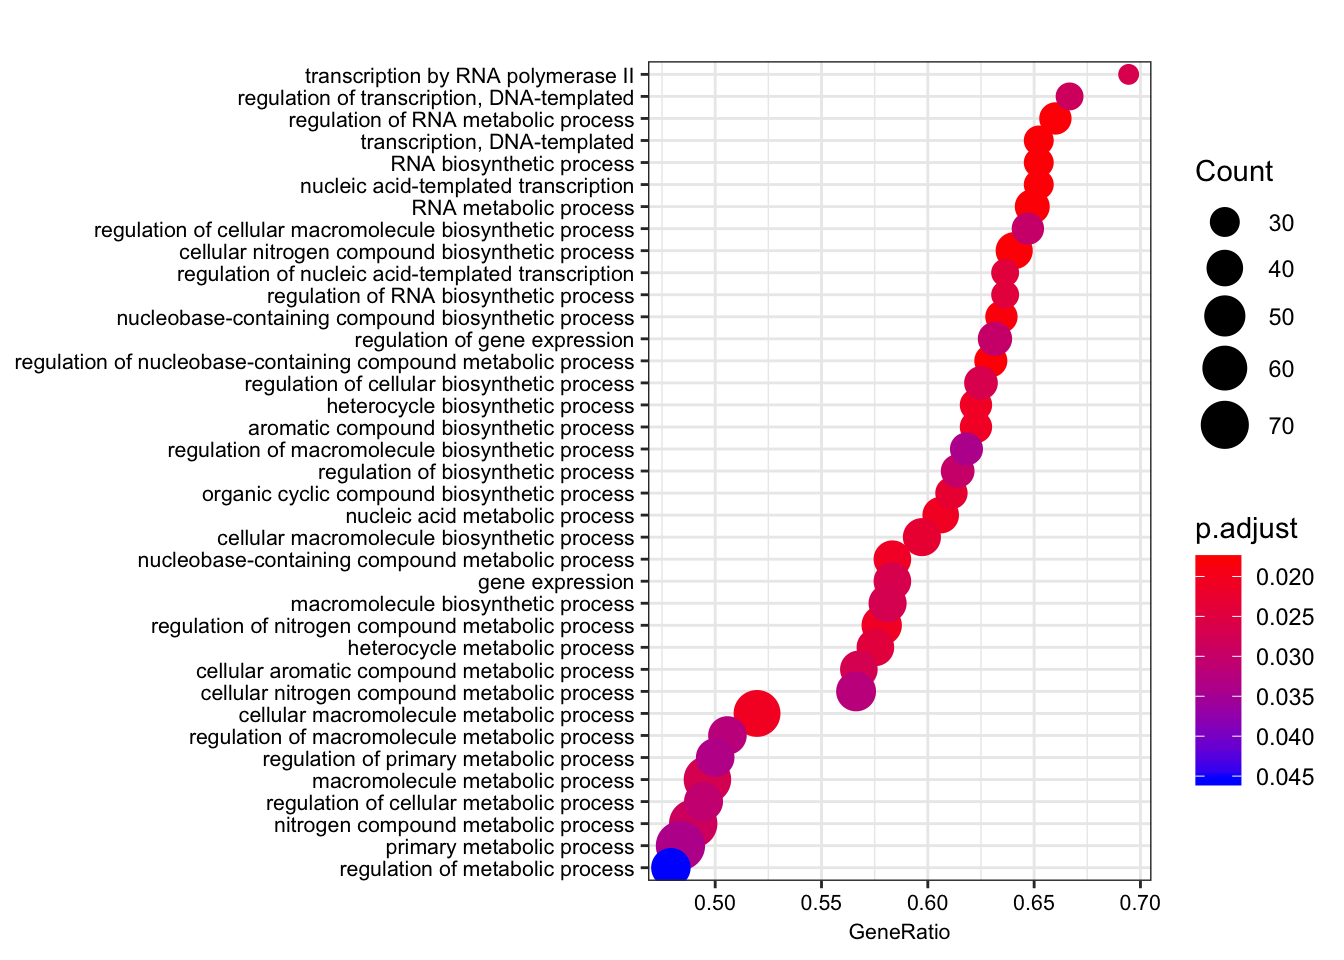 transcription by RNA polymerase II
regulation of transcription, DNA-templated
regulation of RNA metabolic process
transcription, DNA-templated
RNA biosynthetic process
nucleic acid-templated transcription
RNA metabolic process
regulation of cellular macromolecule biosynthetic process
cellular nitrogen compound biosynthetic process
regulation of nucleic acid-templated transcription
regulation of RNA biosynthetic process
nucleobase-containing compound biosynthetic process
regulation of gene expression
regulation of nucleobase-containing compound metabolic process
regulation of cellular biosynthetic process
heterocycle biosynthetic process
aromatic compound biosynthetic process
regulation of macromolecule biosynthetic process
regulation of biosynthetic process
organic cyclic compound biosynthetic process
nucleic acid metabolic process
cellular macromolecule biosynthetic process
nucleobase-containing compound metabolic process
gene expression
macromolecule biosynthetic process
regulation of nitrogen compound metabolic process
heterocycle metabolic process
cellular aromatic compound metabolic process
cellular nitrogen compound metabolic process
cellular macromolecule metabolic process
regulation of macromolecule metabolic process
regulation of primary metabolic process
macromolecule metabolic process
regulation of cellular metabolic process
nitrogen compound metabolic process
primary metabolic process
regulation of metabolic process
0.50 0.55 0.60 0.65 0.70
GeneRatio
Count
30
40
50
60
70
p.adjust
0.020
0.025
0.030
0.035
0.040
0.045